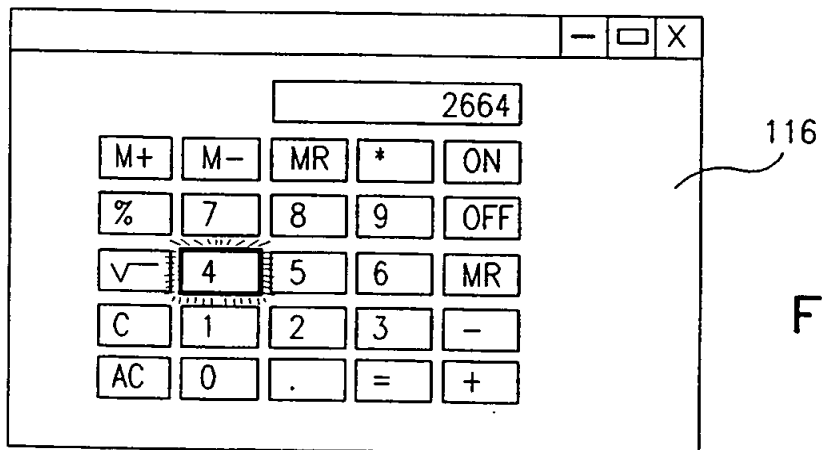 X
2664
116
M+ M- MR * ON
% 7 8 9 OFF
√ 4 5 6 MR
C 1 2 3 -
AC 0 . = +
F